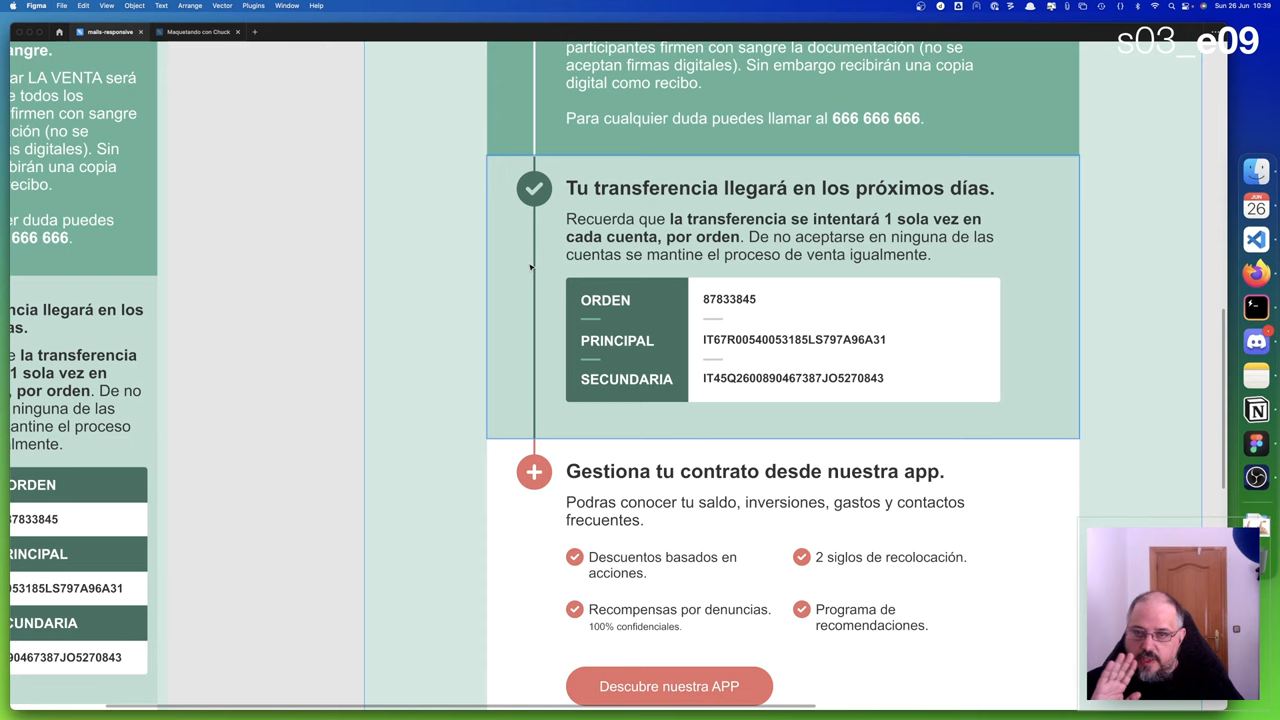 Figma File Edit View Object Text Arrange Vector Plugins Window Help
Sun 26 Jun 10:39
mails-responsive
Maquetando con Chuck
s03_e09
sangre.
ar LA VENTA será
e todos los
firmen con sangre
ción (no se
as digitales). Sin
birán una copia
ecibo.
er duda puedes
666 666.
ncia llegará en los
as.
e la transferencia
1 sola vez en
, por orden. De no
ninguna de las
antine el proceso
lmente.
ORDEN
87833845
RINCIPAL
053185LS797A96A31
CUNDARIA
90467387JO5270843
participantes firmen con sangre la documentación (no se
aceptan firmas digitales). Sin embargo recibirán una copia
digital como recibo.
Para cualquier duda puedes llamar al 666 666 666.
Tu transferencia llegará en los próximos días.
Recuerda que la transferencia se intentará 1 sola vez en
cada cuenta, por orden. De no aceptarse en ninguna de las
cuentas se mantine el proceso de venta igualmente.
ORDEN 87833845
PRINCIPAL IT67R00540053185LS797A96A31
SECUNDARIA IT45Q2600890467387JO5270843
Gestiona tu contrato desde nuestra app.
Podras conocer tu saldo, inversiones, gastos y contactos
frecuentes.
Descuentos basados en
acciones.
2 siglos de recolocación.
Recompensas por denuncias.
100% confidenciales.
Programa de
recomendaciones.
Descubre nuestra APP
JUN
26